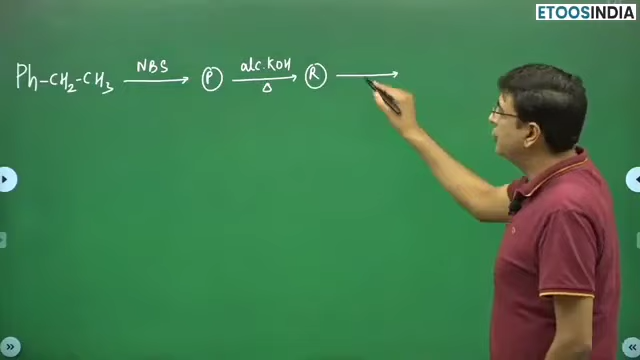 ETOOSINDIA
Ph-CH2-CH3 NBS P alc.KOH Δ R